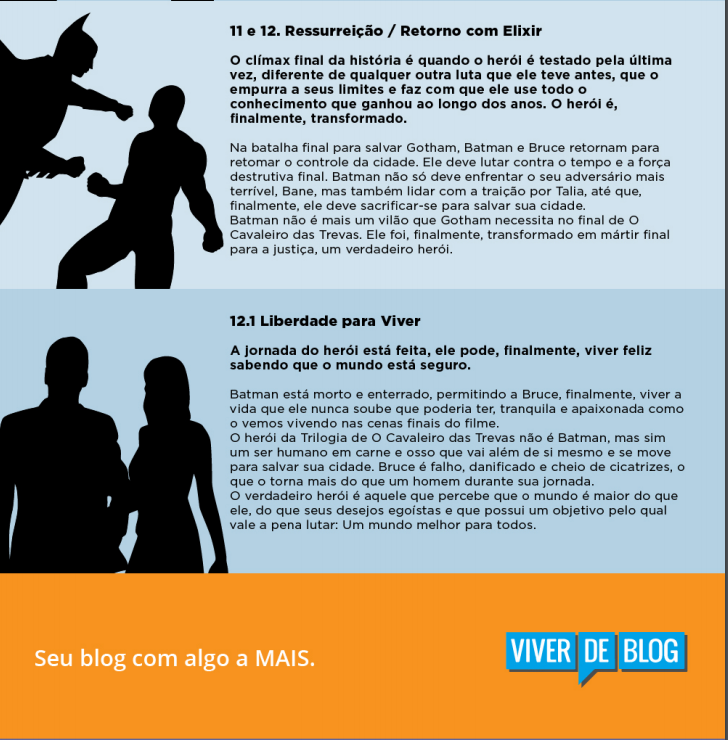 11 e 12. Ressurreição / Retorno com Elixir
O clímax final da história é quando o herói é testado pela última
vez, diferente de qualquer outra luta que ele teve antes, que o
empurra a seus limites e faz com que ele use todo o
conhecimento que ganhou ao longo dos anos. O herói é,
finalmente, transformado.
Na batalha final para salvar Gotham, Batman e Bruce retornam para
retomar o controle da cidade. Ele deve lutar contra o tempo e a força
destrutiva final. Batman não só deve enfrentar o seu adversário mais
terrível, Bane, mas também lidar com a traição por Talia, até que,
finalmente, ele deve sacrificar-se para salvar sua cidade.
Batman não é mais um vilão que Gotham necessita no final de O
Cavaleiro das Trevas. Ele foi, finalmente, transformado em mártir final
para a justiça, um verdadeiro herói.
12.1 Liberdade para Viver
A jornada do herói está feita, ele pode, finalmente, viver feliz
sabendo que o mundo está seguro.
Batman está morto e enterrado, permitindo a Bruce, finalmente, viver a
vida que ele nunca soube que poderia ter, tranquila e apaixonada como
o vemos vivendo nas cenas finais do filme.
O herói da Trilogia de O Cavaleiro das Trevas não é Batman, mas sim
um ser humano em carne e osso que vai além de si mesmo e se move
para salvar sua cidade. Bruce é falho, danificado e cheio de cicatrizes, o
que o torna mais do que um homem durante sua jornada.
O verdadeiro herói é aquele que percebe que o mundo é maior do que
ele, do que seus desejos egoístas e que possui um objetivo pelo qual
vale a pena lutar: Um mundo melhor para todos.
Seu blog com algo a MAIS.
VIVER DE BLOG